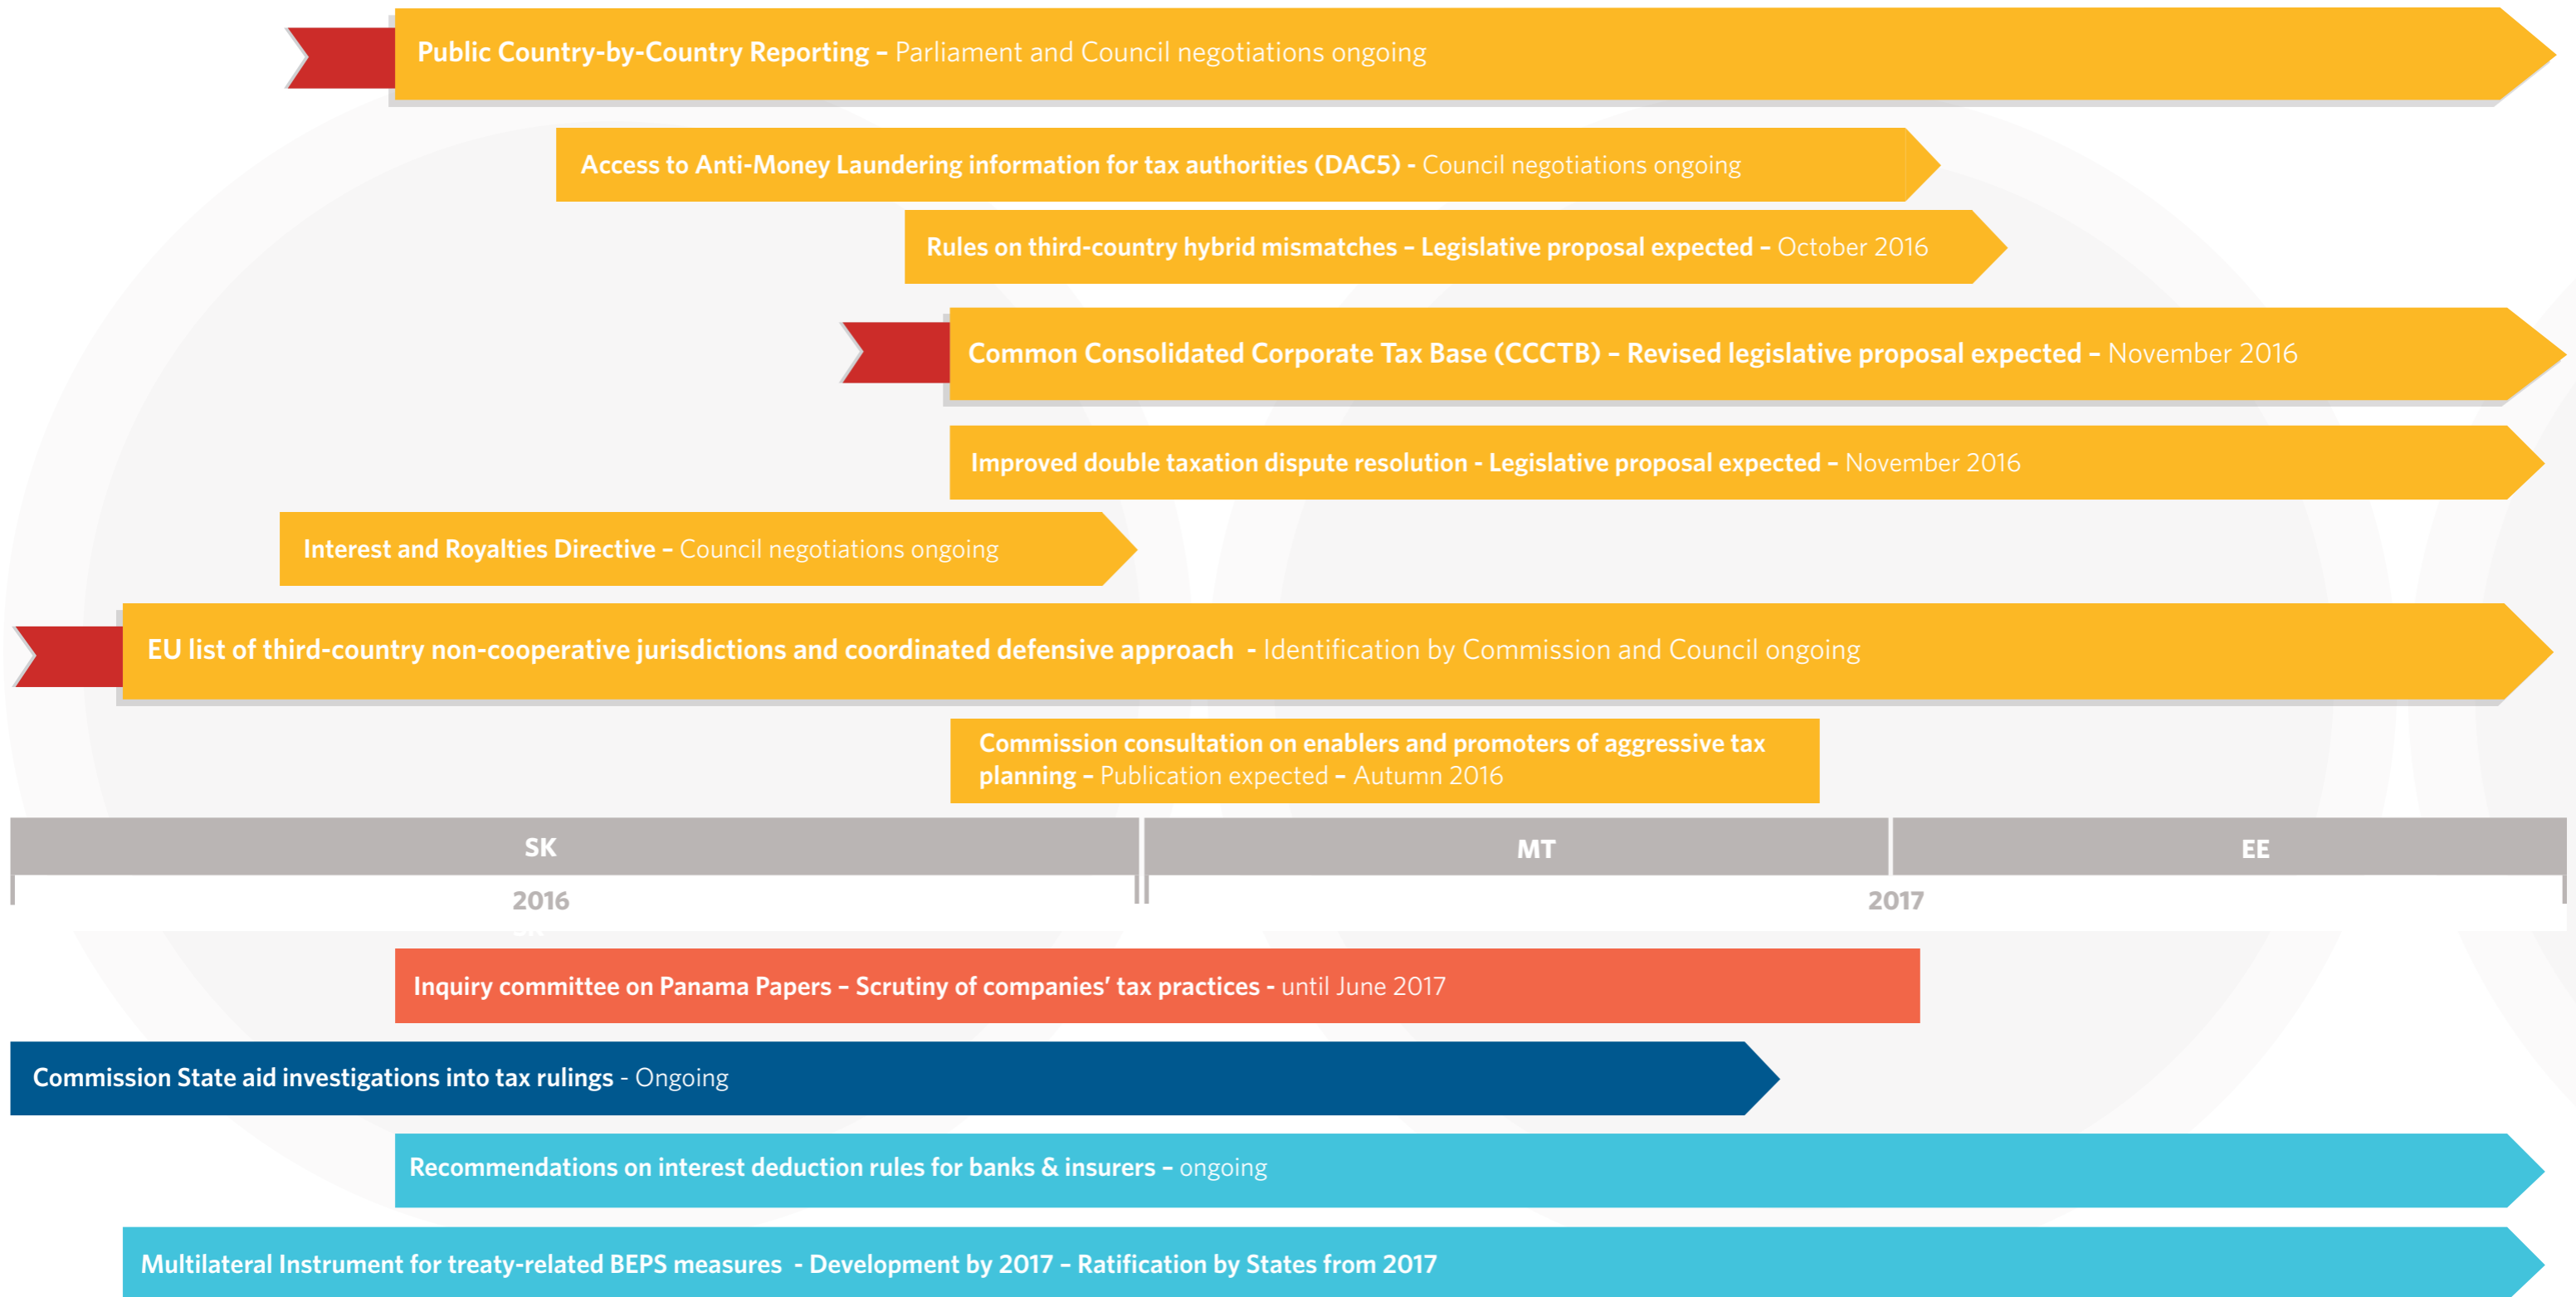 Public Country-by-Country Reporting – Parliament and Council negotiations ongoing
Access to Anti-Money Laundering information for tax authorities (DAC5) - Council negotiations ongoing
Rules on third-country hybrid mismatches – Legislative proposal expected – October 2016
Common Consolidated Corporate Tax Base (CCCTB) – Revised legislative proposal expected – November 2016
Improved double taxation dispute resolution - Legislative proposal expected – November 2016
Interest and Royalties Directive – Council negotiations ongoing
EU list of third-country non-cooperative jurisdictions and coordinated defensive approach - Identification by Commission and Council ongoing
Commission consultation on enablers and promoters of aggressive tax
planning – Publication expected – Autumn 2016
SK MT EE
2016 2017
Inquiry committee on Panama Papers – Scrutiny of companies’ tax practices - until June 2017
Commission State aid investigations into tax rulings - Ongoing
Recommendations on interest deduction rules for banks & insurers – ongoing
Multilateral Instrument for treaty-related BEPS measures - Development by 2017 – Ratification by States from 2017